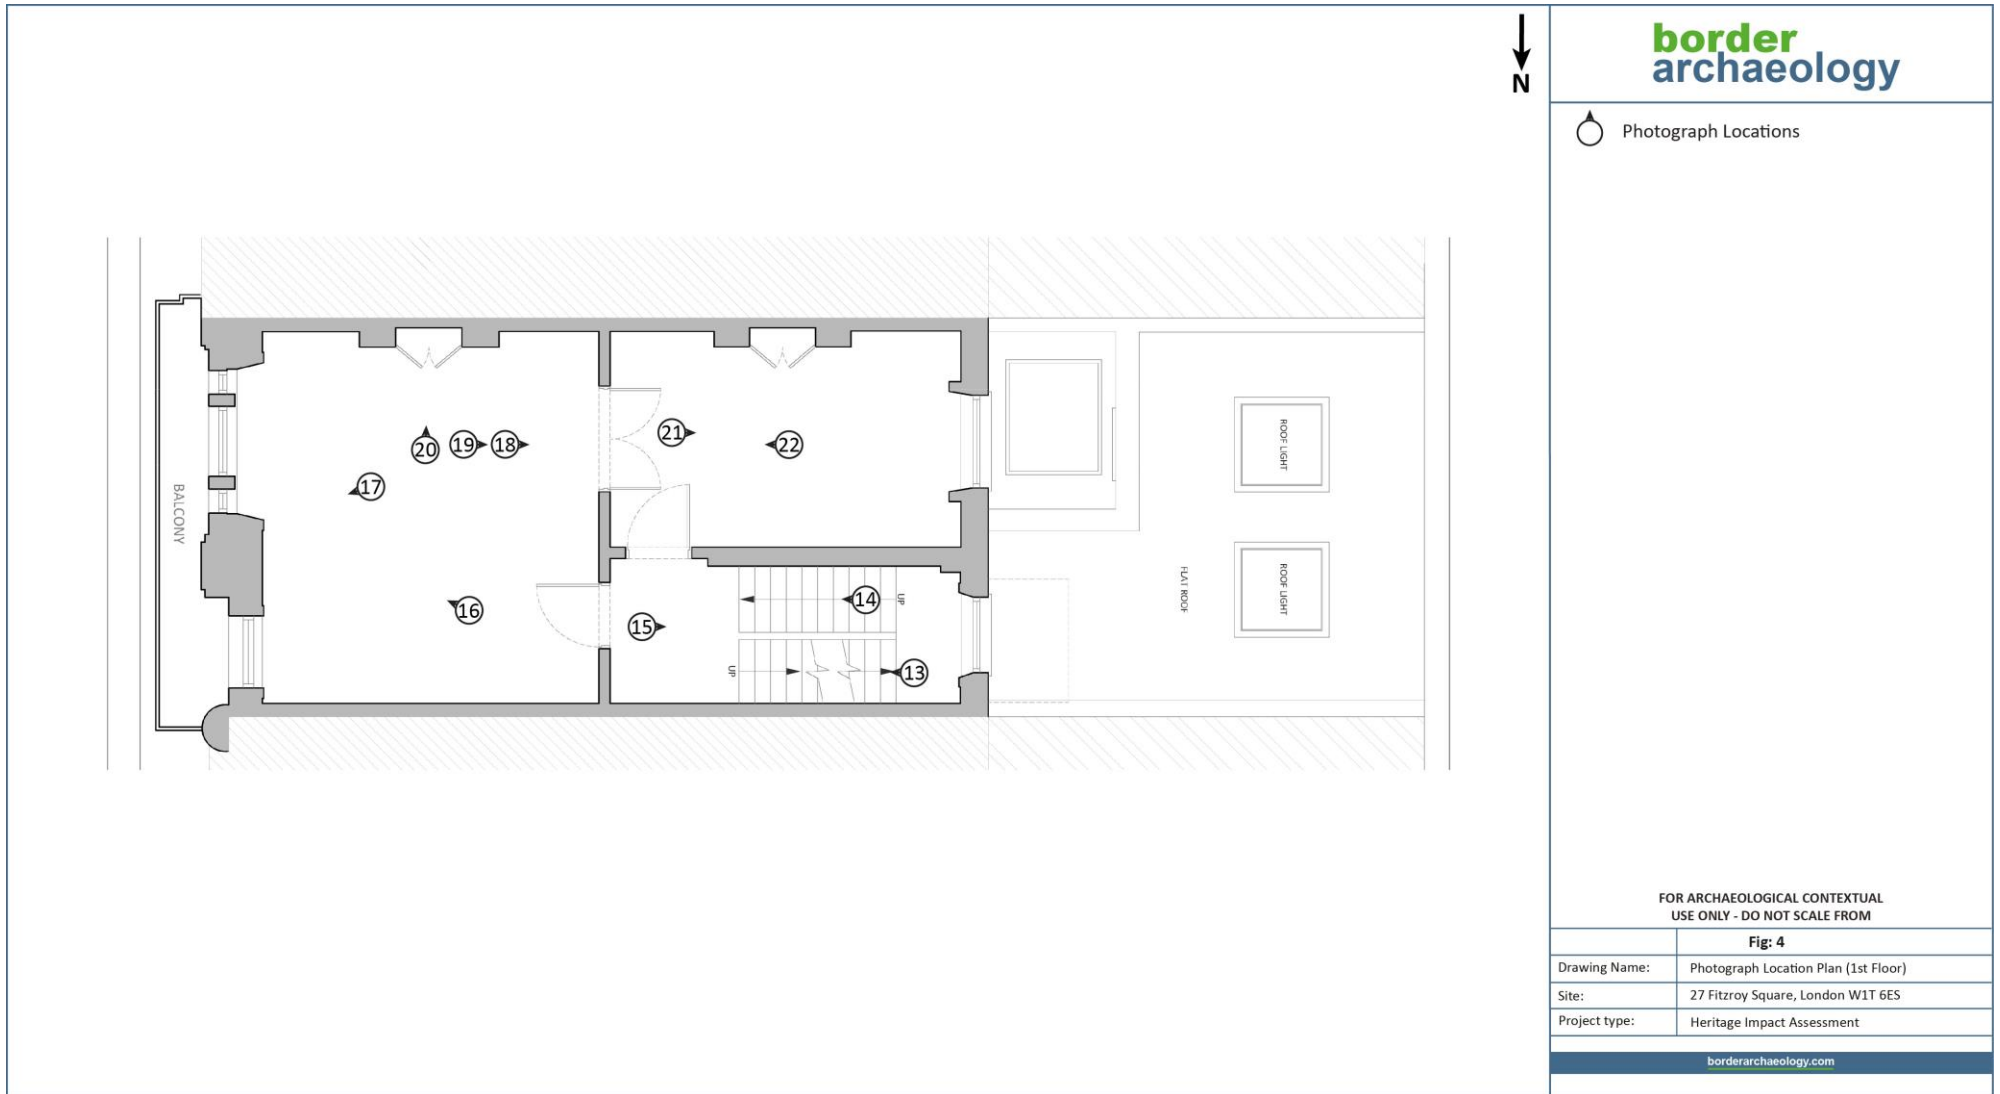 N
border
archaeology
Photograph Locations
BALCONY
20
19
18
21
22
17
16
15
14
13
UP
UP
FLAT ROOF
ROOF LIGHT
ROOF LIGHT
FOR ARCHAEOLOGICAL CONTEXTUAL
USE ONLY - DO NOT SCALE FROM
Fig: 4
Drawing Name: Photograph Location Plan (1st Floor)
Site: 27 Fitzroy Square, London W1T 6ES
Project type: Heritage Impact Assessment
borderarchaeology.com